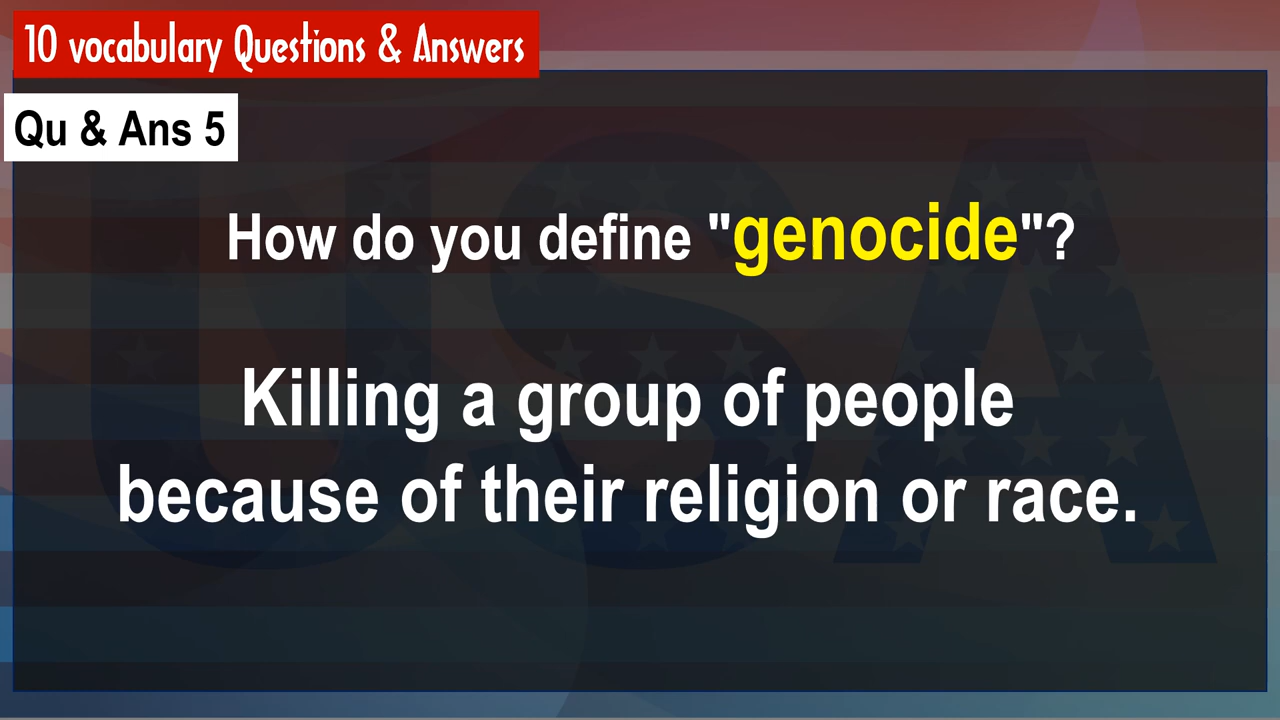 10 vocabulary Questions & Answers
Qu & Ans 5
How do you define "genocide"?
Killing a group of people
because of their religion or race.
USA